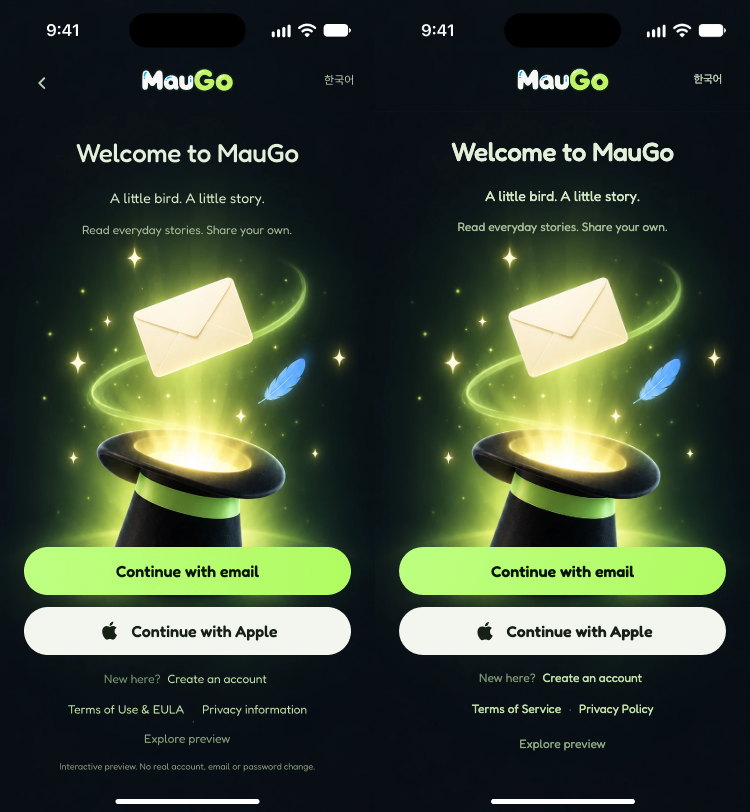 9:41
MauGo
한국어
Welcome to MauGo
A little bird. A little story.
Read everyday stories. Share your own.
Continue with email
Continue with Apple
New here? Create an account
Terms of Use & EULA · Privacy information
Explore preview
Interactive preview. No real account, email or password change.
9:41
MauGo
한국어
Welcome to MauGo
A little bird. A little story.
Read everyday stories. Share your own.
Continue with email
Continue with Apple
New here? Create an account
Terms of Service · Privacy Policy
Explore preview